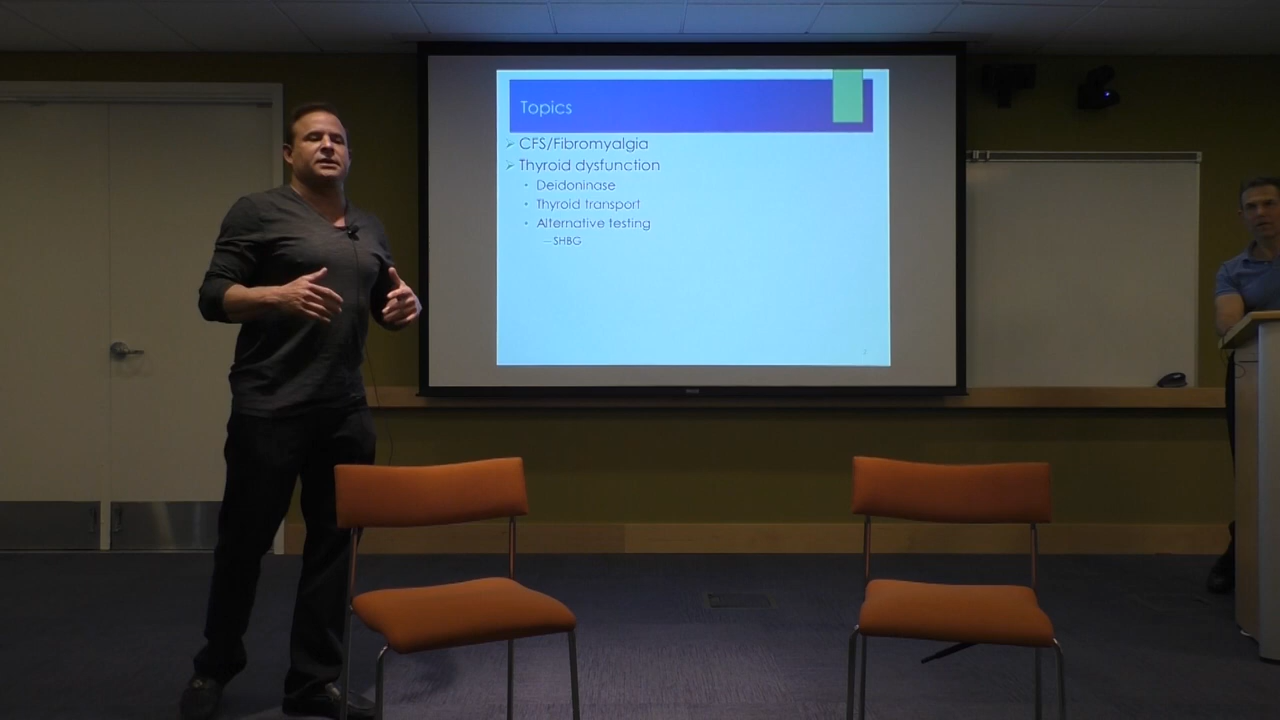 Topics
CFS/Fibromyalgia
Thyroid dysfunction
Deidoninase
Thyroid transport
Alternative testing
SHBG